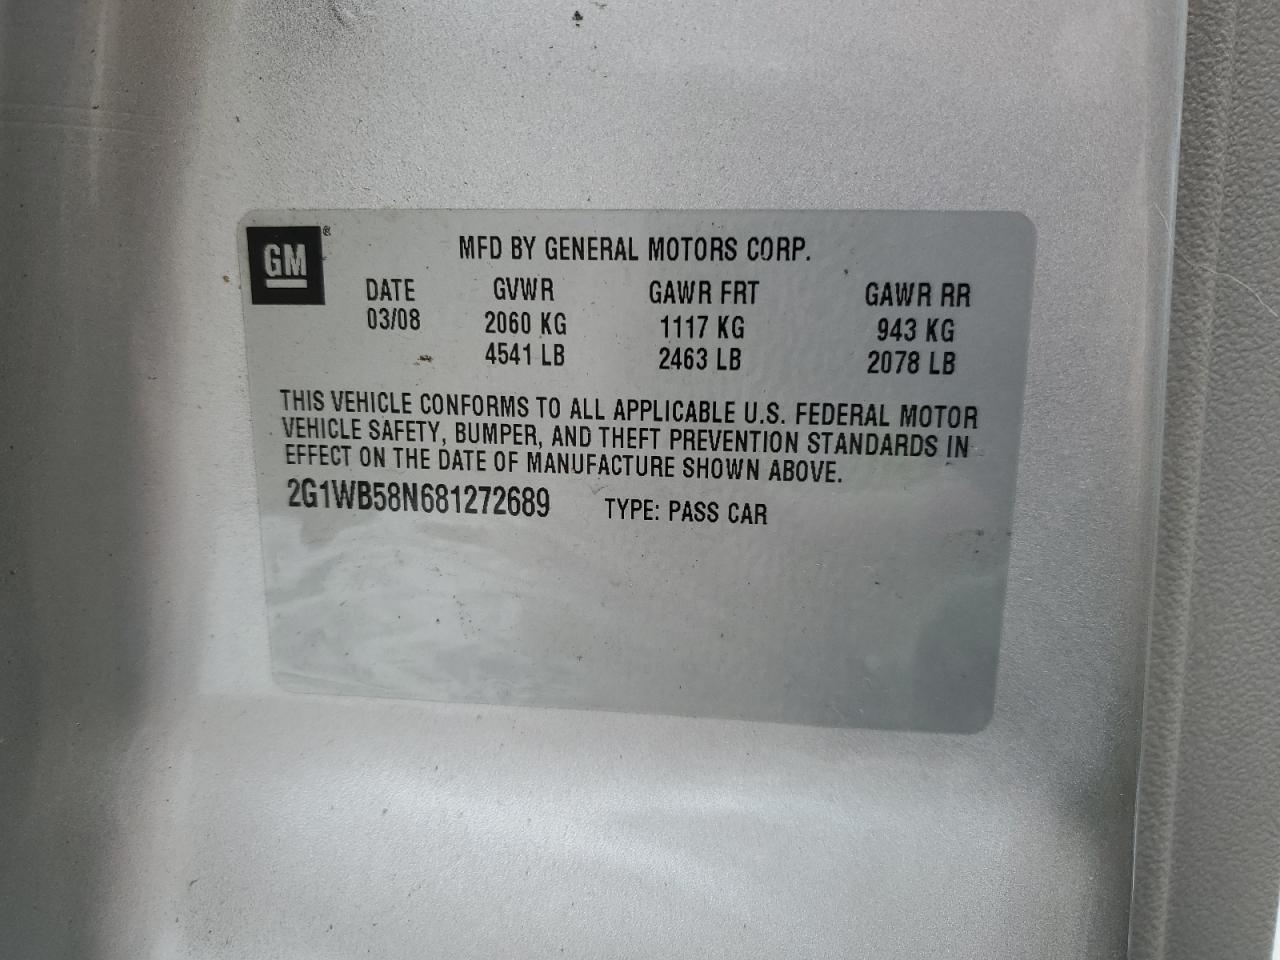 GM®
MFD BY GENERAL MOTORS CORP.
DATE GVWR GAWR FRT GAWR RR
03/08 2060 KG 1117 KG 943 KG
4541 LB 2463 LB 2078 LB
THIS VEHICLE CONFORMS TO ALL APPLICABLE U.S. FEDERAL MOTOR
VEHICLE SAFETY, BUMPER, AND THEFT PREVENTION STANDARDS IN
EFFECT ON THE DATE OF MANUFACTURE SHOWN ABOVE.
2G1WB58N681272689 TYPE: PASS CAR